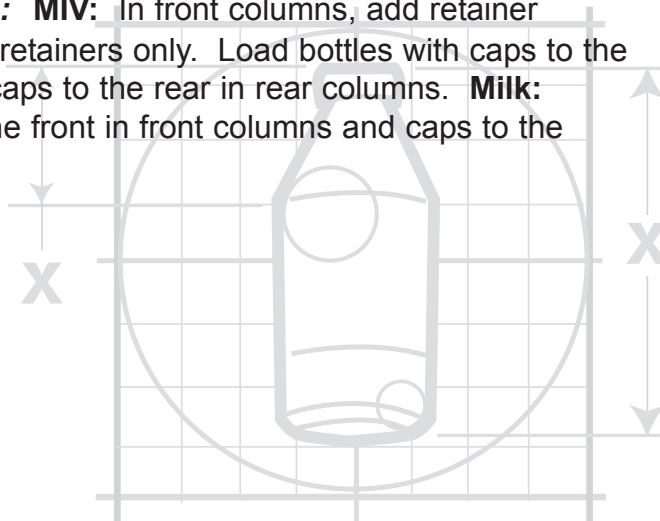 : MIV: In front columns, add retainer
retainers only. Load bottles with caps to the
caps to the rear in rear columns. Milk:
he front in front columns and caps to the
X
X